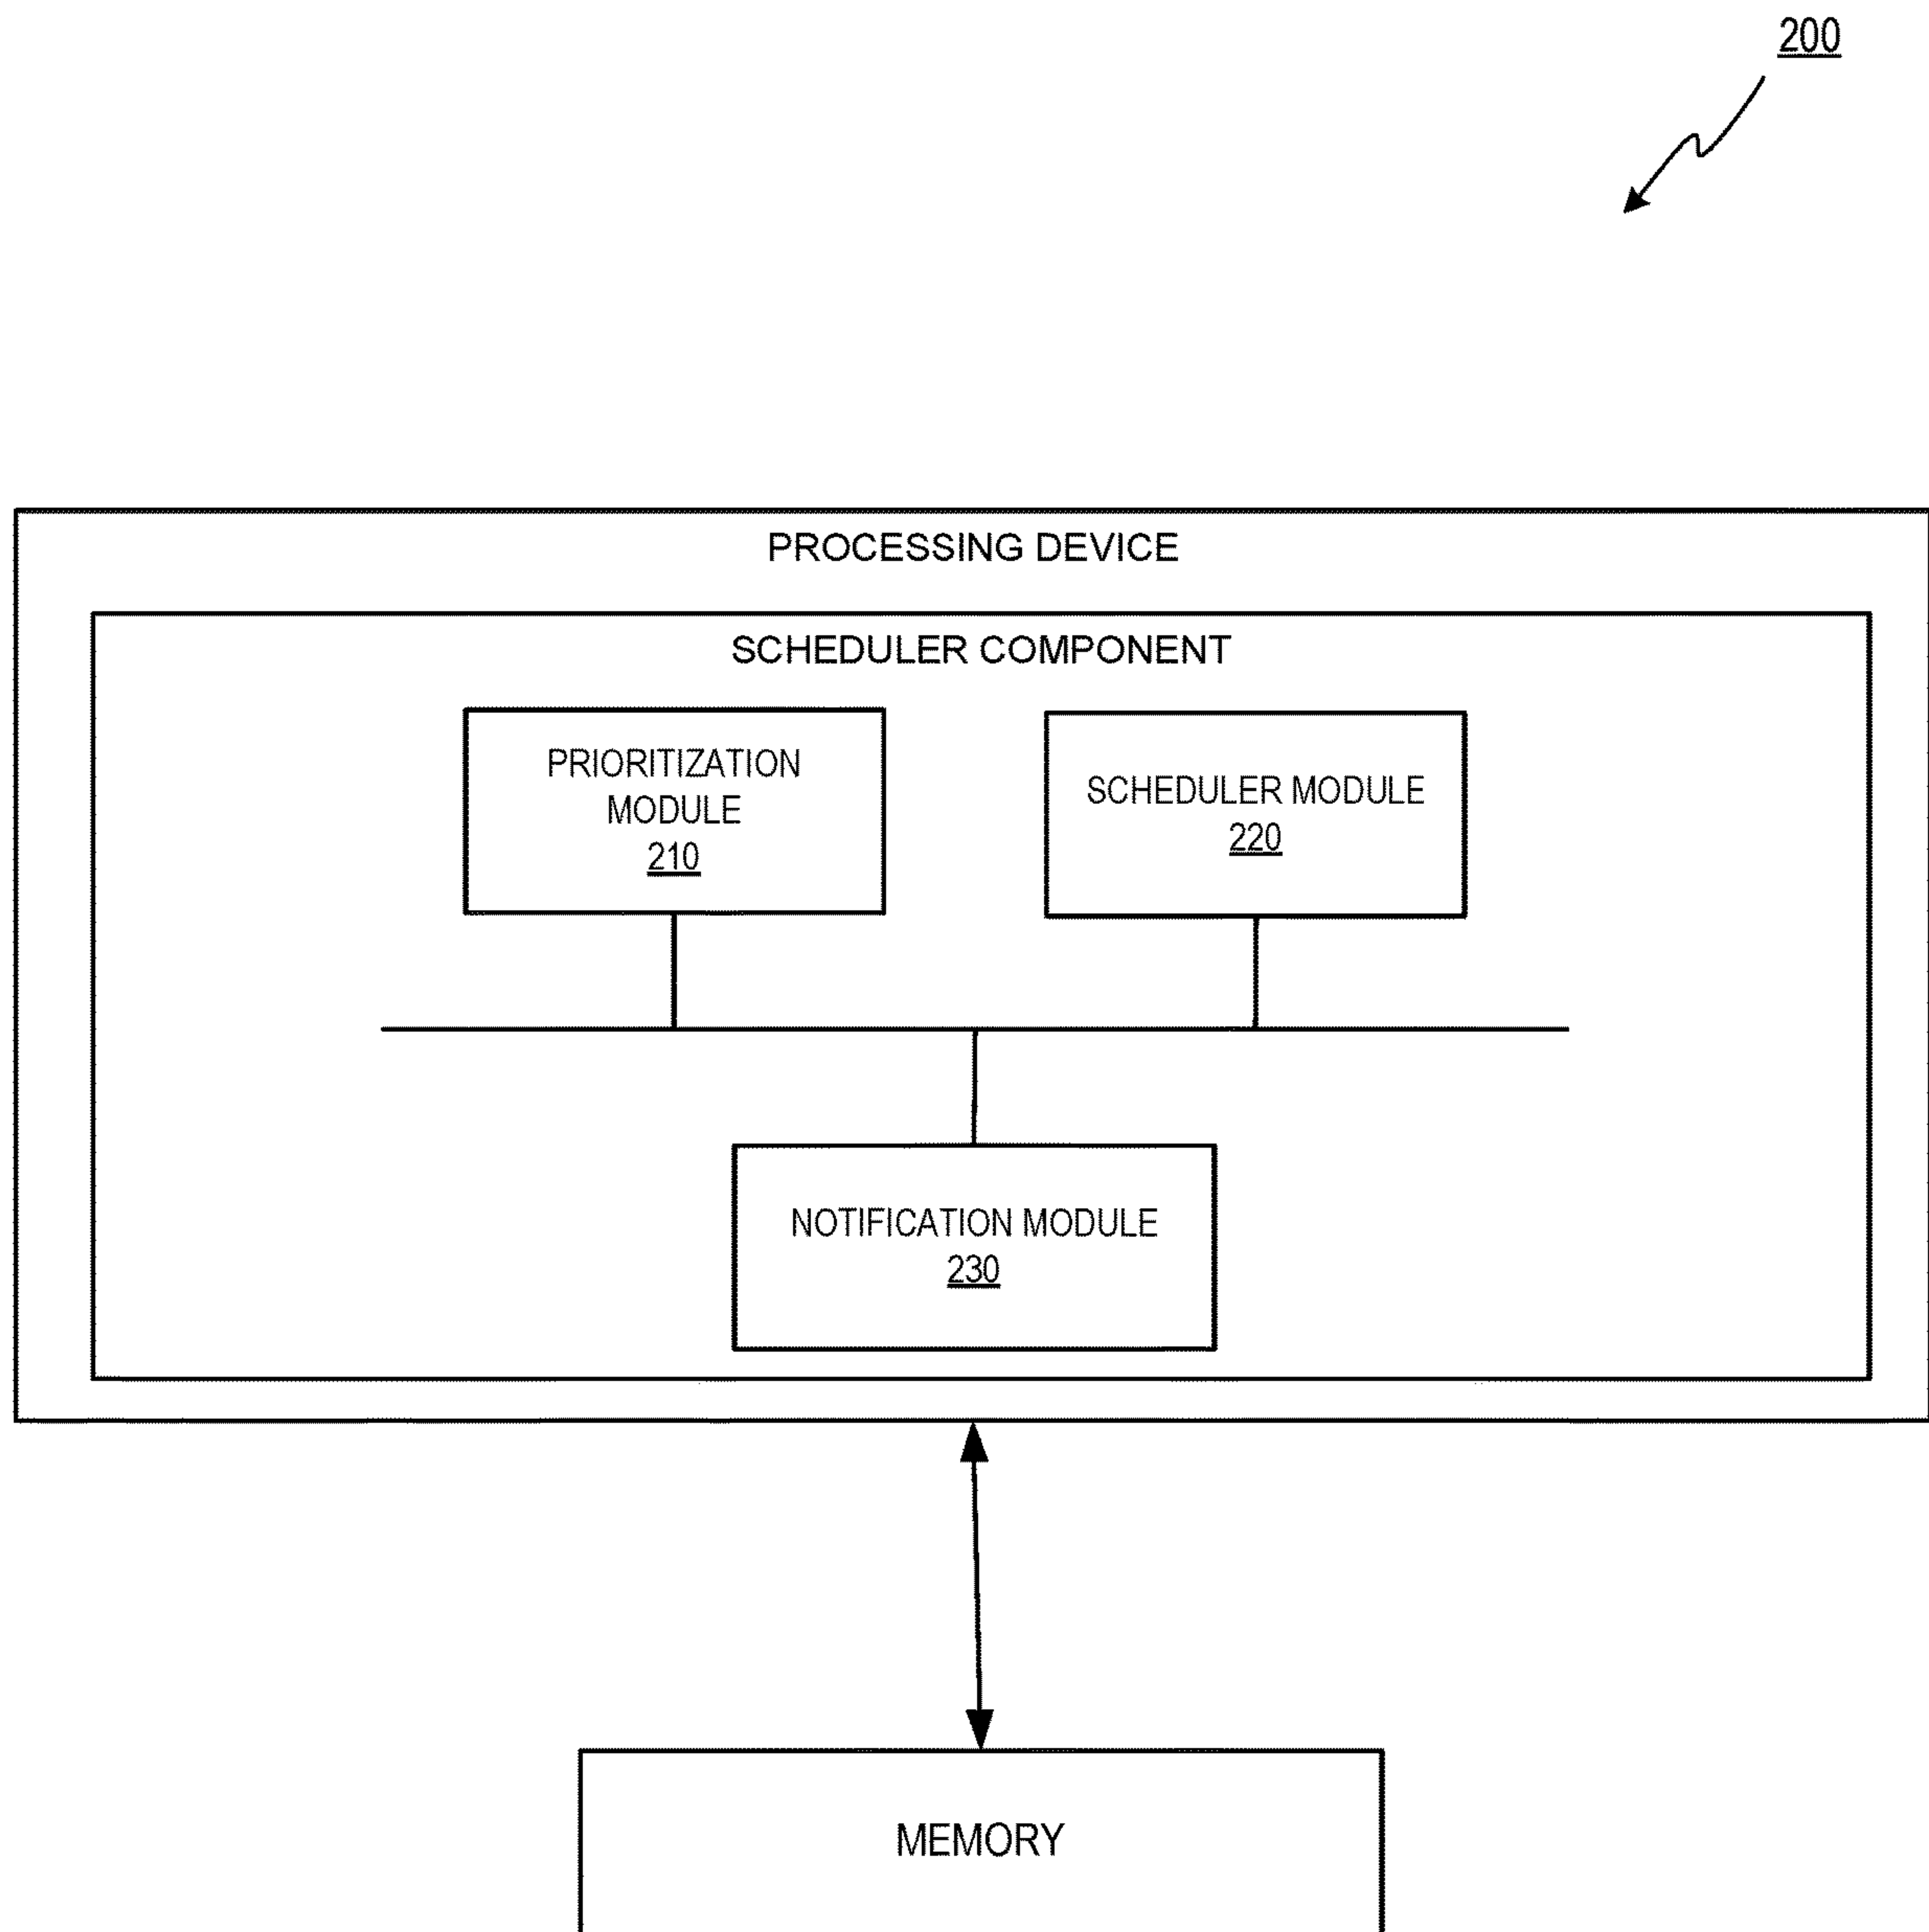 200
PROCESSING DEVICE
SCHEDULER COMPONENT
PRIORITIZATION
MODULE
210
SCHEDULER MODULE
220
NOTIFICATION MODULE
230
MEMORY